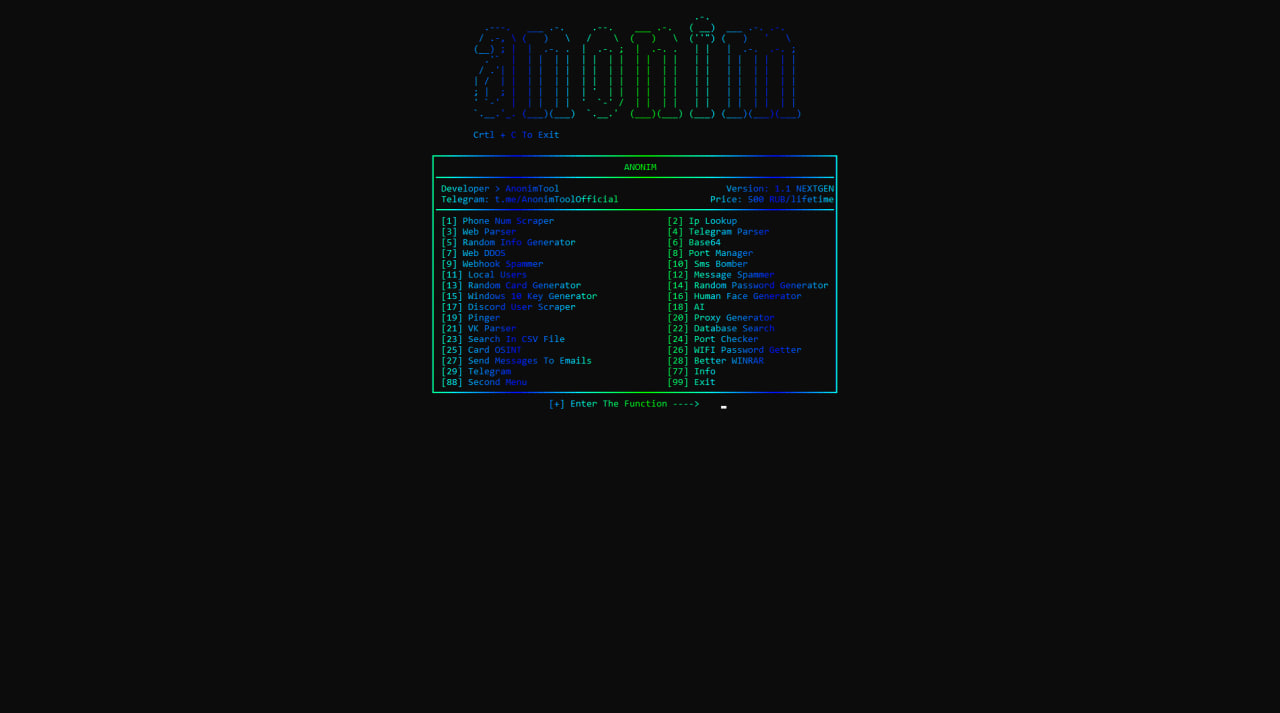 anonim
Crtl + C To Exit
ANONIM
Developer > AnonimTool Version: 1.1 NEXTGEN
Telegram: t.me/AnonimToolOfficial Price: 500 RUB/lifetime
[1] Phone Num Scraper [2] Ip Lookup
[3] Web Parser [4] Telegram Parser
[5] Random Info Generator [6] Base64
[7] Web DDOS [8] Port Manager
[9] Webhook Spammer [10] Sms Bomber
[11] Local Users [12] Message Spammer
[13] Random Card Generator [14] Random Password Generator
[15] Windows 10 Key Generator [16] Human Face Generator
[17] Discord User Scraper [18] AI
[19] Pinger [20] Proxy Generator
[21] VK Parser [22] Database Search
[23] Search In CSV File [24] Port Checker
[25] Card OSINT [26] WIFI Password Getter
[27] Send Messages To Emails [28] Better WINRAR
[29] Telegram [77] Info
[88] Second Menu [99] Exit
[+] Enter The Function ---->